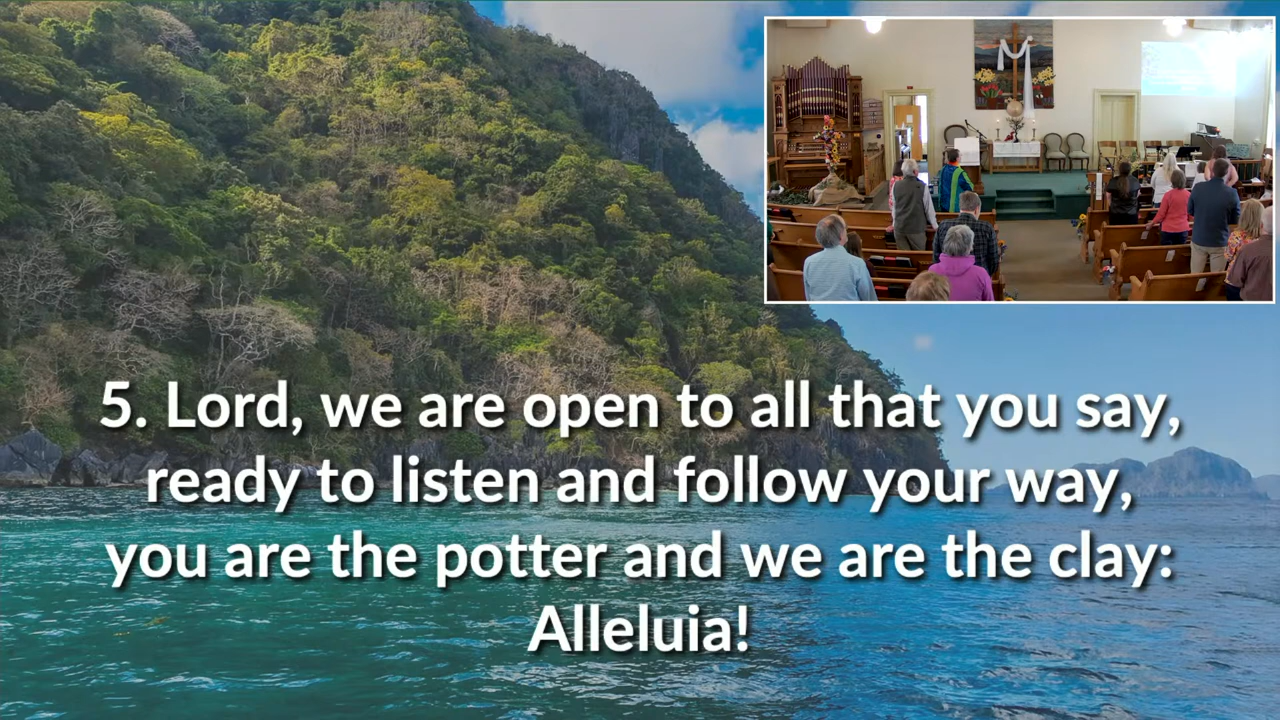 5. Lord, we are open to all that you say,
ready to listen and follow your way,
you are the potter and we are the clay:
Alleluia!